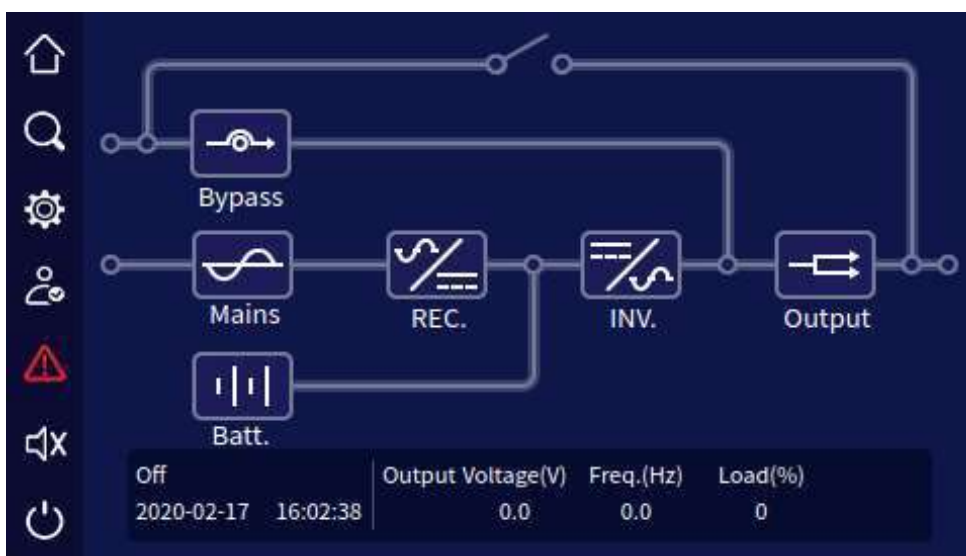 Bypass
Mains
REC.
INV.
Output
Batt.
Off
Output Voltage(V) Freq.(Hz) Load(%)
2020-02-17 16:02:38 0.0 0.0 0